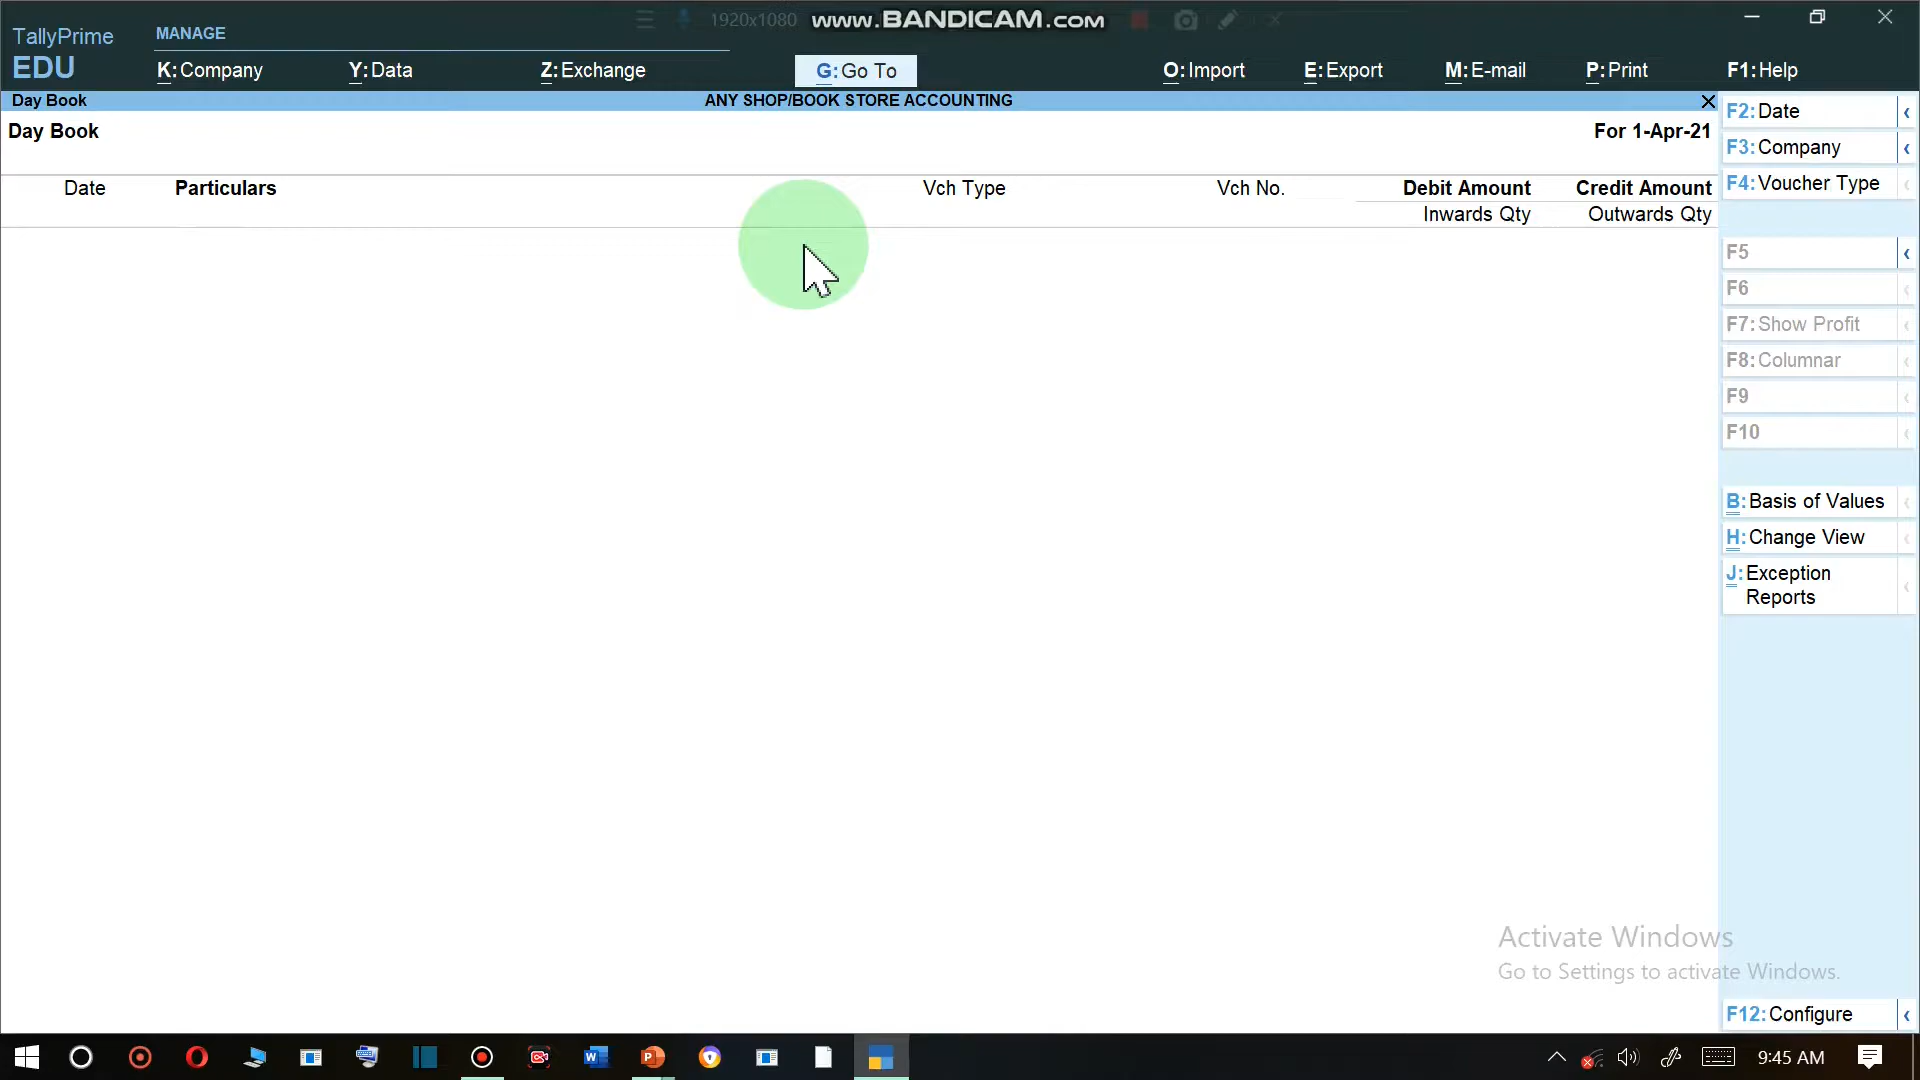 1920x1080 www.BANDICAM.com
TallyPrime
EDU
MANAGE
K:Company Y:Data Z:Exchange G:Go To O:Import E:Export M:E-mail P:Print F1:Help
Day Book ANY SHOP/BOOK STORE ACCOUNTING
Day Book For 1-Apr-21
Date Particulars Vch Type Vch No. Debit Amount Credit Amount
Inwards Qty Outwards Qty
F2:Date
F3:Company
F4:Voucher Type
F5
F6
F7:Show Profit
F8:Columnar
F9
F10
B:Basis of Values
H:Change View
J:Exception
Reports
Activate Windows
Go to Settings to activate Windows.
F12:Configure
9:45 AM